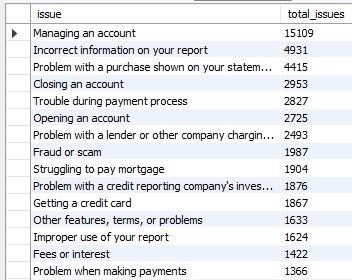 issue total_issues
Managing an account 15109
Incorrect information on your report 4931
Problem with a purchase shown on your statem... 4415
Closing an account 2953
Trouble during payment process 2827
Opening an account 2725
Problem with a lender or other company chargin... 2493
Fraud or scam 1987
Struggling to pay mortgage 1904
Problem with a credit reporting company's inves... 1876
Getting a credit card 1867
Other features, terms, or problems 1633
Improper use of your report 1624
Fees or interest 1422
Problem when making payments 1366